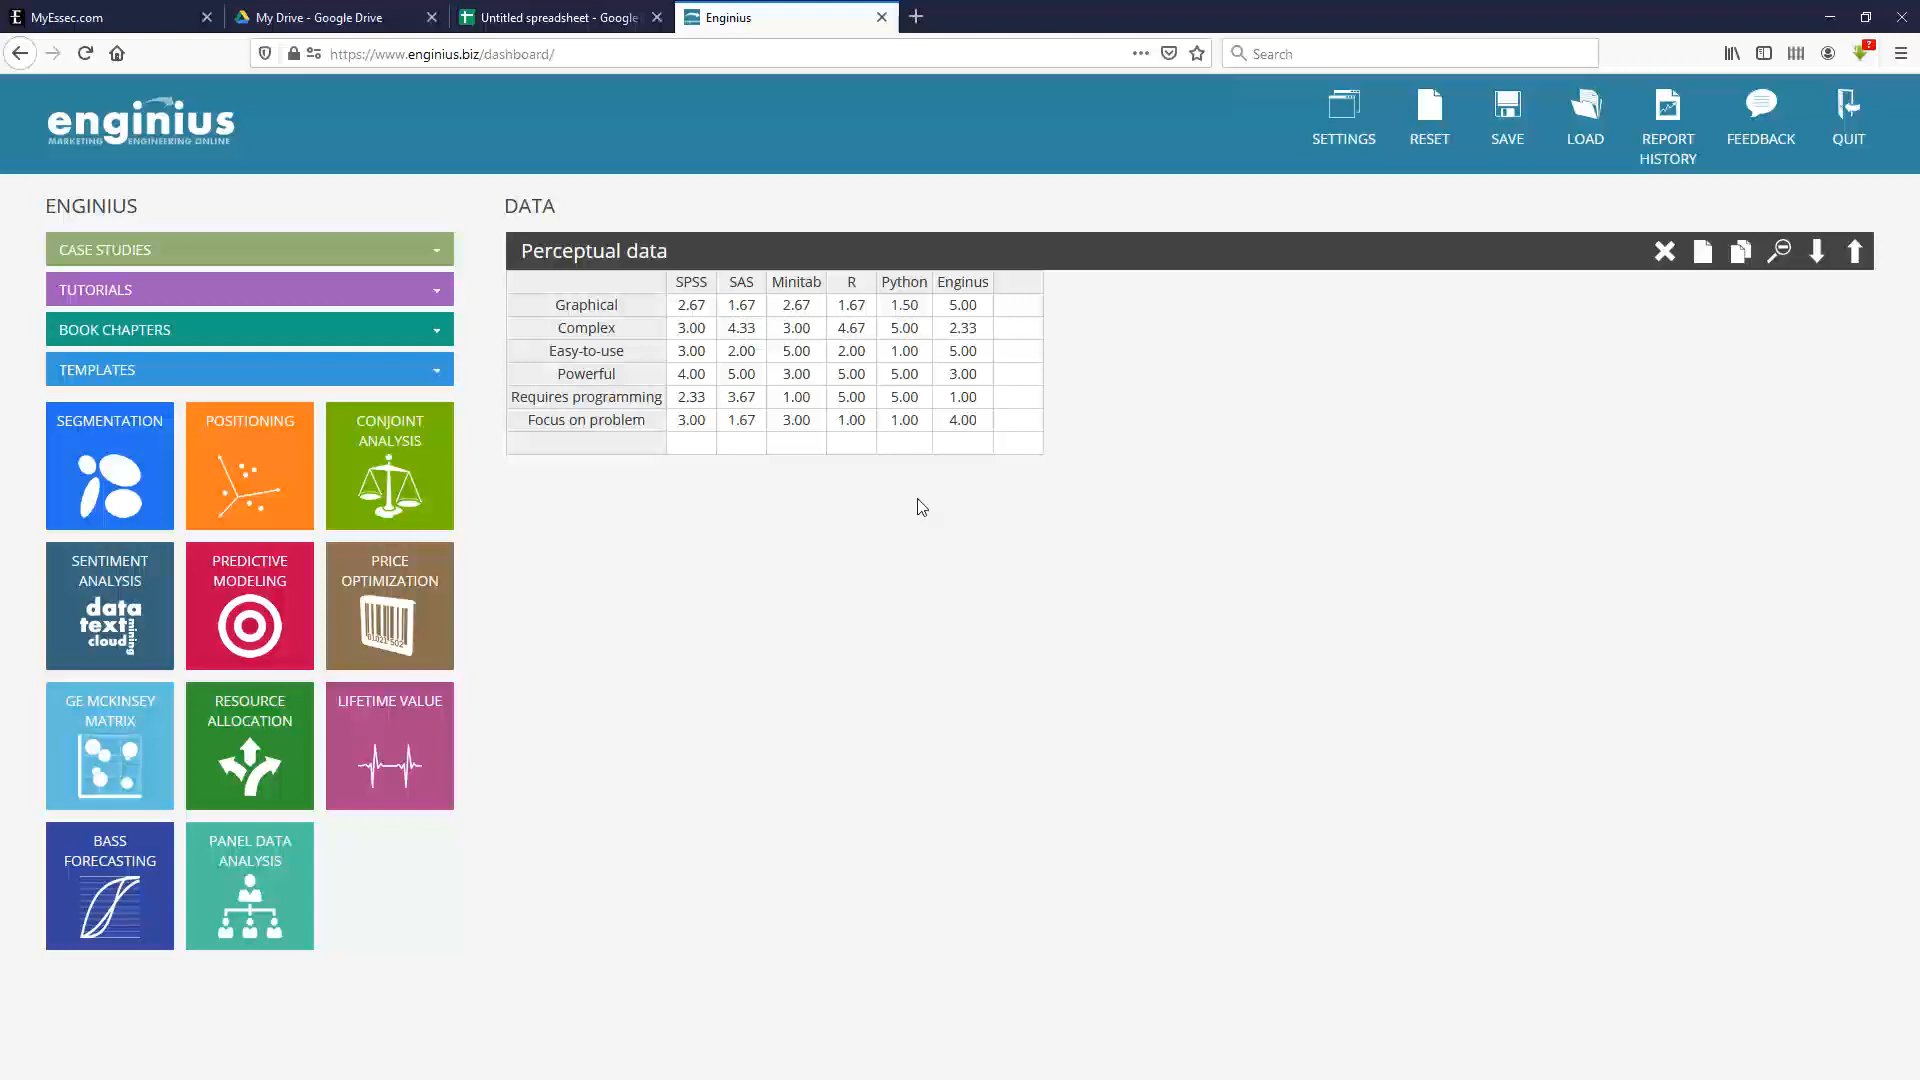 MyEssec.com
My Drive - Google Drive
Untitled spreadsheet - Google
Enginius
https://www.enginius.biz/dashboard/
Search
enginius
MARKETING ENGINEERING ONLINE
SETTINGS
RESET
SAVE
LOAD
REPORT
HISTORY
FEEDBACK
QUIT
ENGINIUS
DATA
CASE STUDIES
TUTORIALS
BOOK CHAPTERS
TEMPLATES
Perceptual data
SPSS SAS Minitab R Python Enginus
Graphical 2.67 1.67 2.67 1.67 1.50 5.00
Complex 3.00 4.33 3.00 4.67 5.00 2.33
Easy-to-use 3.00 2.00 5.00 2.00 1.00 5.00
Powerful 4.00 5.00 3.00 5.00 5.00 3.00
Requires programming 2.33 3.67 1.00 5.00 5.00 1.00
Focus on problem 3.00 1.67 3.00 1.00 1.00 4.00
SEGMENTATION
POSITIONING
CONJOINT
ANALYSIS
SENTIMENT
ANALYSIS
data
text mining
cloud
PREDICTIVE
MODELING
PRICE
OPTIMIZATION
01021 502
GE MCKINSEY
MATRIX
RESOURCE
ALLOCATION
LIFETIME VALUE
BASS
FORECASTING
PANEL DATA
ANALYSIS